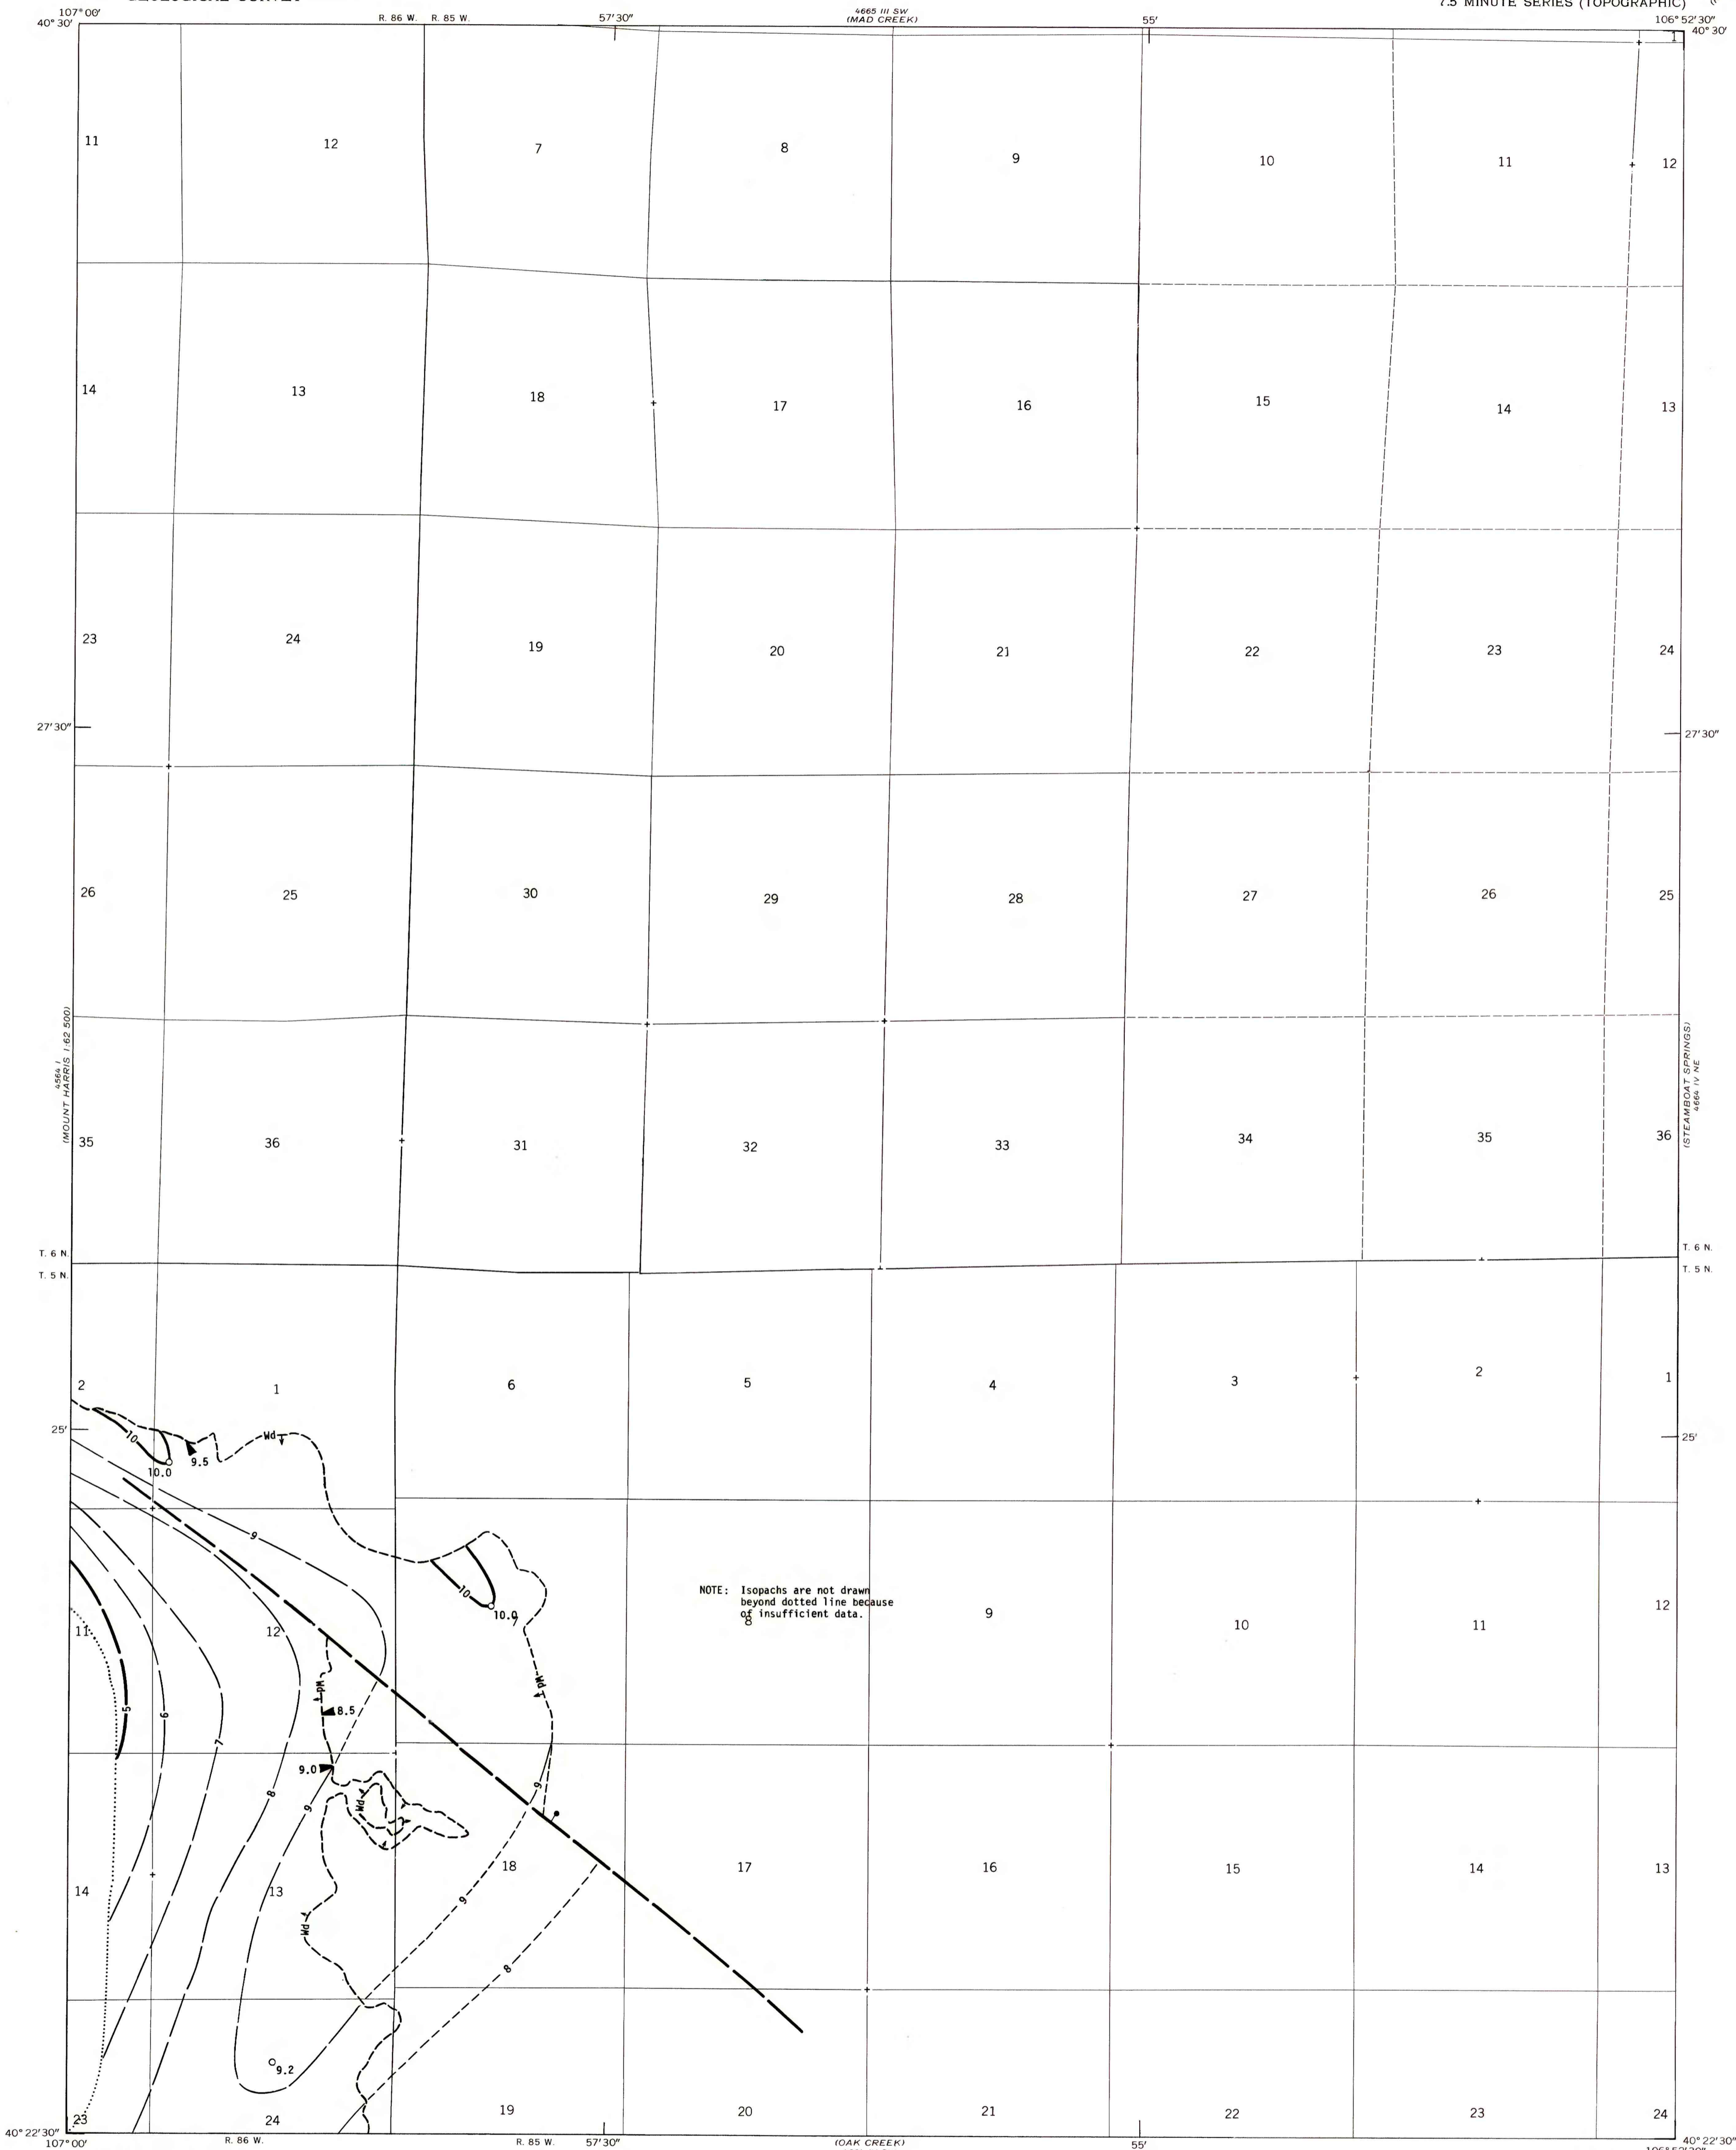 7.5 MINUTE SERIES (TOPOGRAPHIC)
107° 00′ R. 86 W. R. 85 W. 57′30″ 4665 III SW 55′ 106° 52′30″
(MAD CREEK)
40° 30′ 40° 30′
1
11 12 7 8 9 10 11 12
14 13 18 17 16 15 14 13
23 24 19 20 21 22 23 24
27′30″ 27′30″
26 25 30 29 28 27 26 25
4564 I
(MOUNT HARRIS 1:62 500)
(STEAMBOAT SPRINGS)
4664 IV NE
35 36 31 32 33 34 35 36
T. 6 N. T. 6 N.
T. 5 N. T. 5 N.
2 1 6 5 4 3 2 1
25′ 25′
10 Wd
10.0 9.5
9
10
10.0
NOTE: Isopachs are not drawn
beyond dotted line because
of insufficient data.
11 12 7 8 9 10 11 12
Wd Wd
5 6 7 8.5
9.0
8 9 Wd 9
14 13 18 17 16 15 14 13
Wd 9
8
9.2
23 24 19 20 21 22 23 24
40° 22′30″ 40° 22′30″
107° 00′ R. 86 W. R. 85 W. 57′30″ (OAK CREEK) 55′